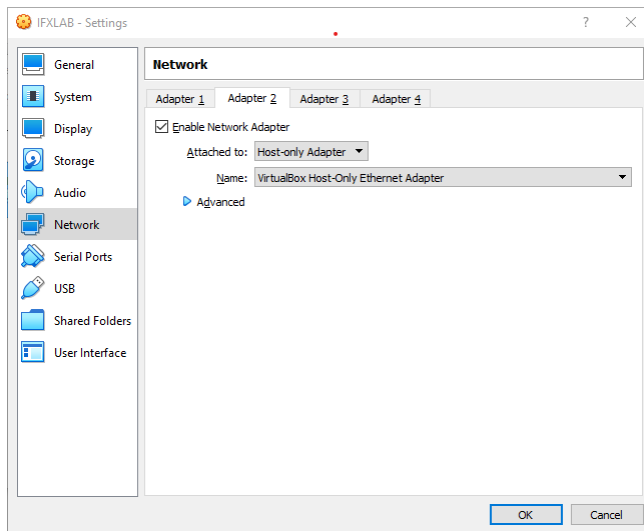 IFXLAB - Settings
General
System
Display
Storage
Audio
Network
Serial Ports
USB
Shared Folders
User Interface
Network
Adapter 1 Adapter 2 Adapter 3 Adapter 4
Enable Network Adapter
Attached to: Host-only Adapter
Name: VirtualBox Host-Only Ethernet Adapter
Advanced
OK Cancel